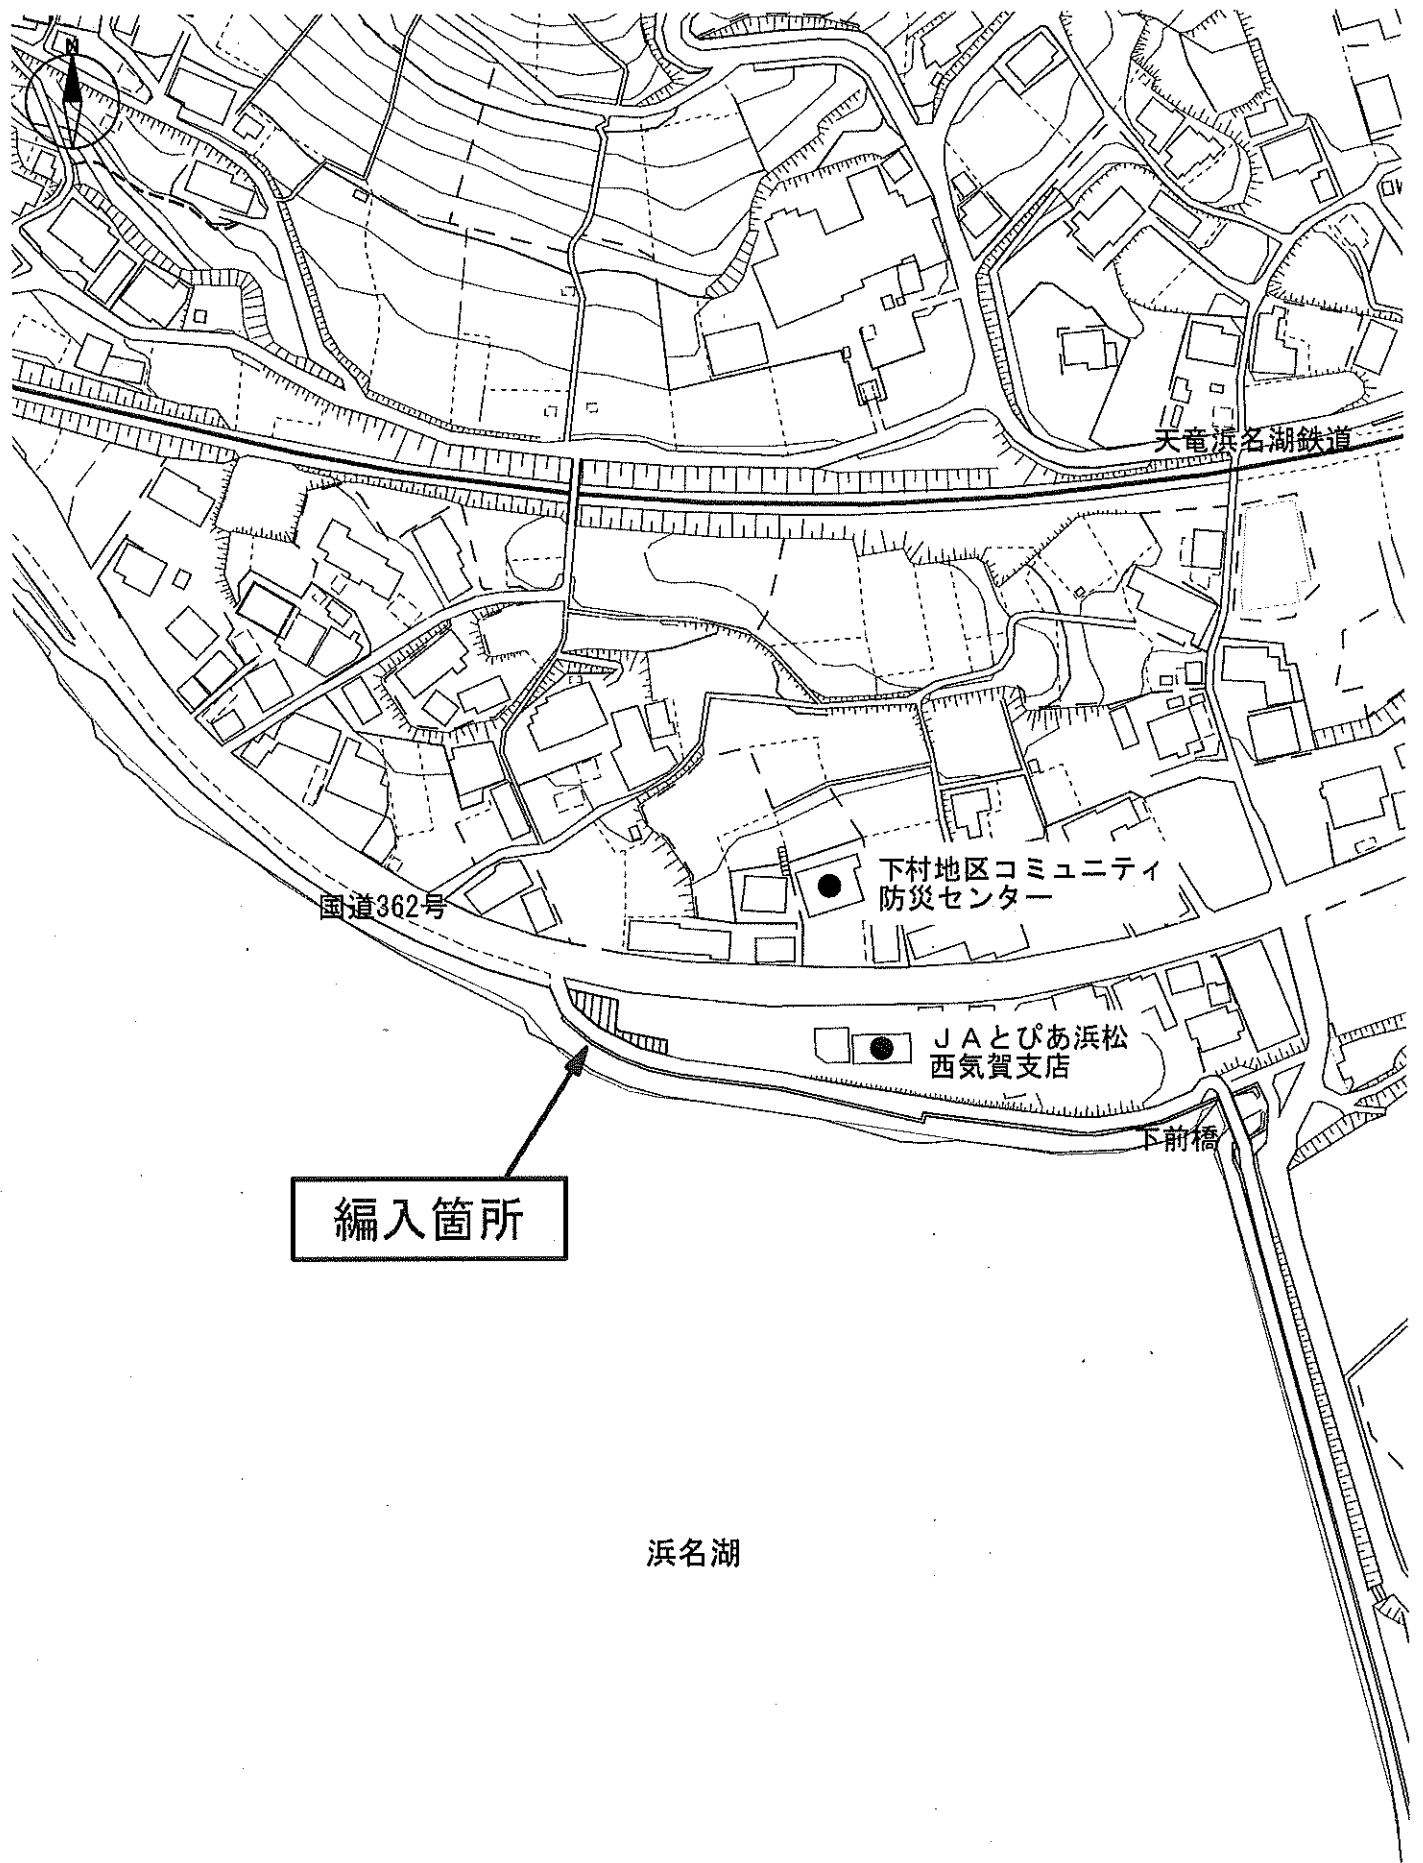 N
天竜浜名湖鉄道
下村地区コミュニティ
防災センター
国道362号
JAとぴあ浜松
西気賀支店
下前橋
編入箇所
浜名湖